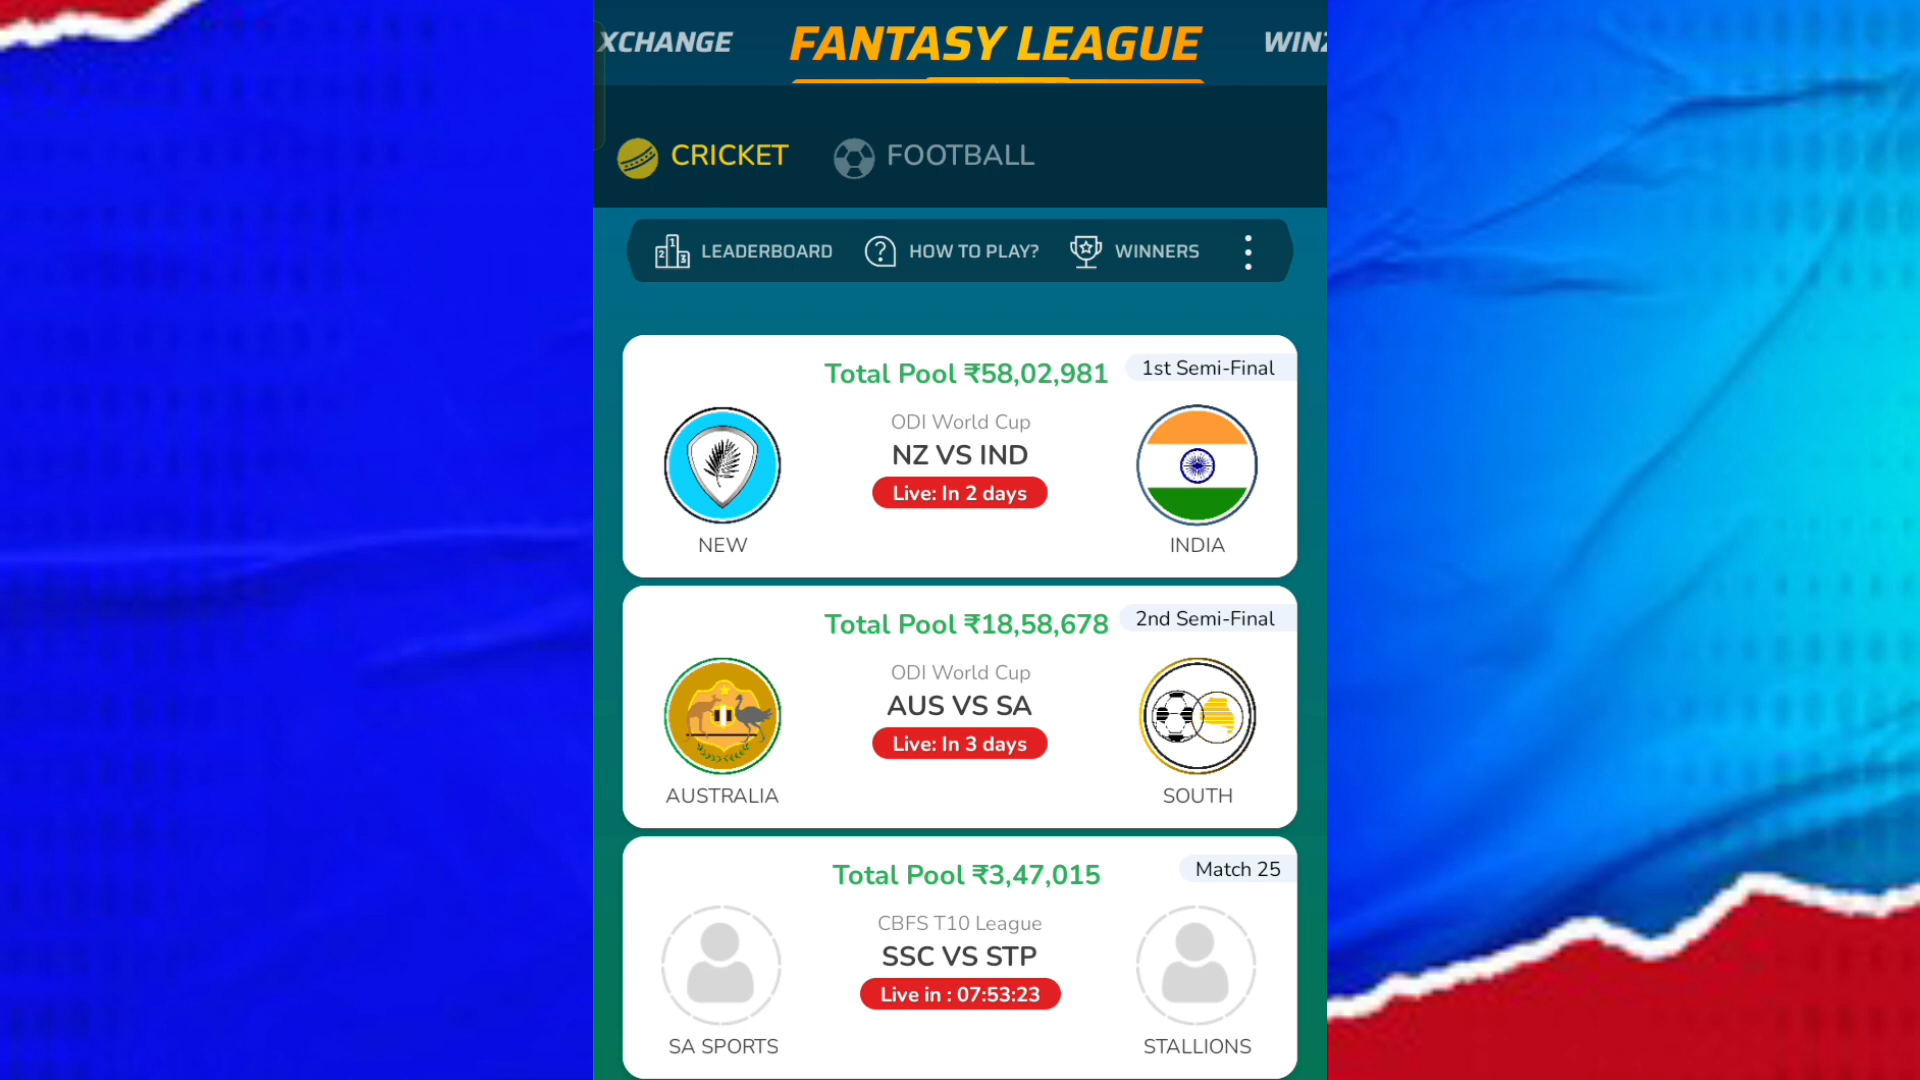 XCHANGE FANTASY LEAGUE WINZ
CRICKET FOOTBALL
LEADERBOARD HOW TO PLAY? WINNERS
Total Pool ₹58,02,981 1st Semi-Final
ODI World Cup
NZ VS IND
Live: In 2 days
NEW INDIA
Total Pool ₹18,58,678 2nd Semi-Final
ODI World Cup
AUS VS SA
Live: In 3 days
AUSTRALIA SOUTH
Total Pool ₹3,47,015 Match 25
CBFS T10 League
SSC VS STP
Live in : 07:53:23
SA SPORTS STALLIONS